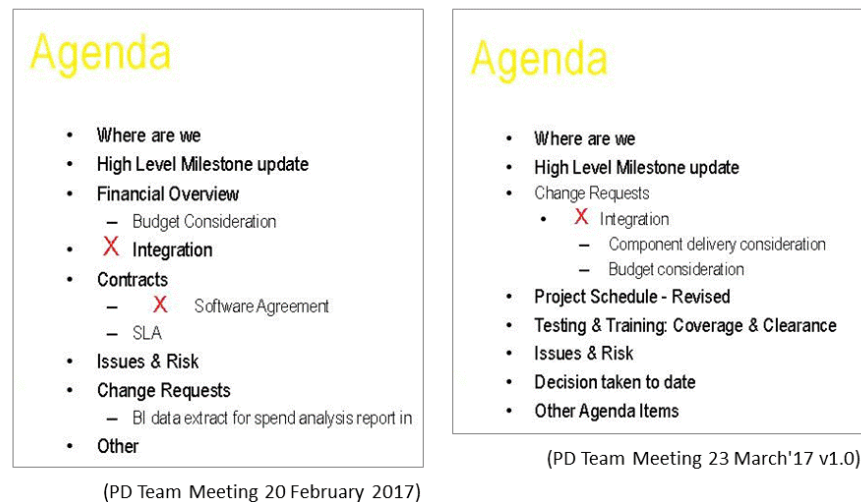 Agenda
• Where are we
• High Level Milestone update
• Financial Overview
– Budget Consideration
• X Integration
• Contracts
– X Software Agreement
– SLA
• Issues & Risk
• Change Requests
– BI data extract for spend analysis report in
• Other
(PD Team Meeting 20 February 2017)
Agenda
• Where are we
• High Level Milestone update
• Change Requests
• X Integration
– Component delivery consideration
– Budget consideration
• Project Schedule - Revised
• Testing & Training: Coverage & Clearance
• Issues & Risk
• Decision taken to date
• Other Agenda Items
(PD Team Meeting 23 March'17 v1.0)